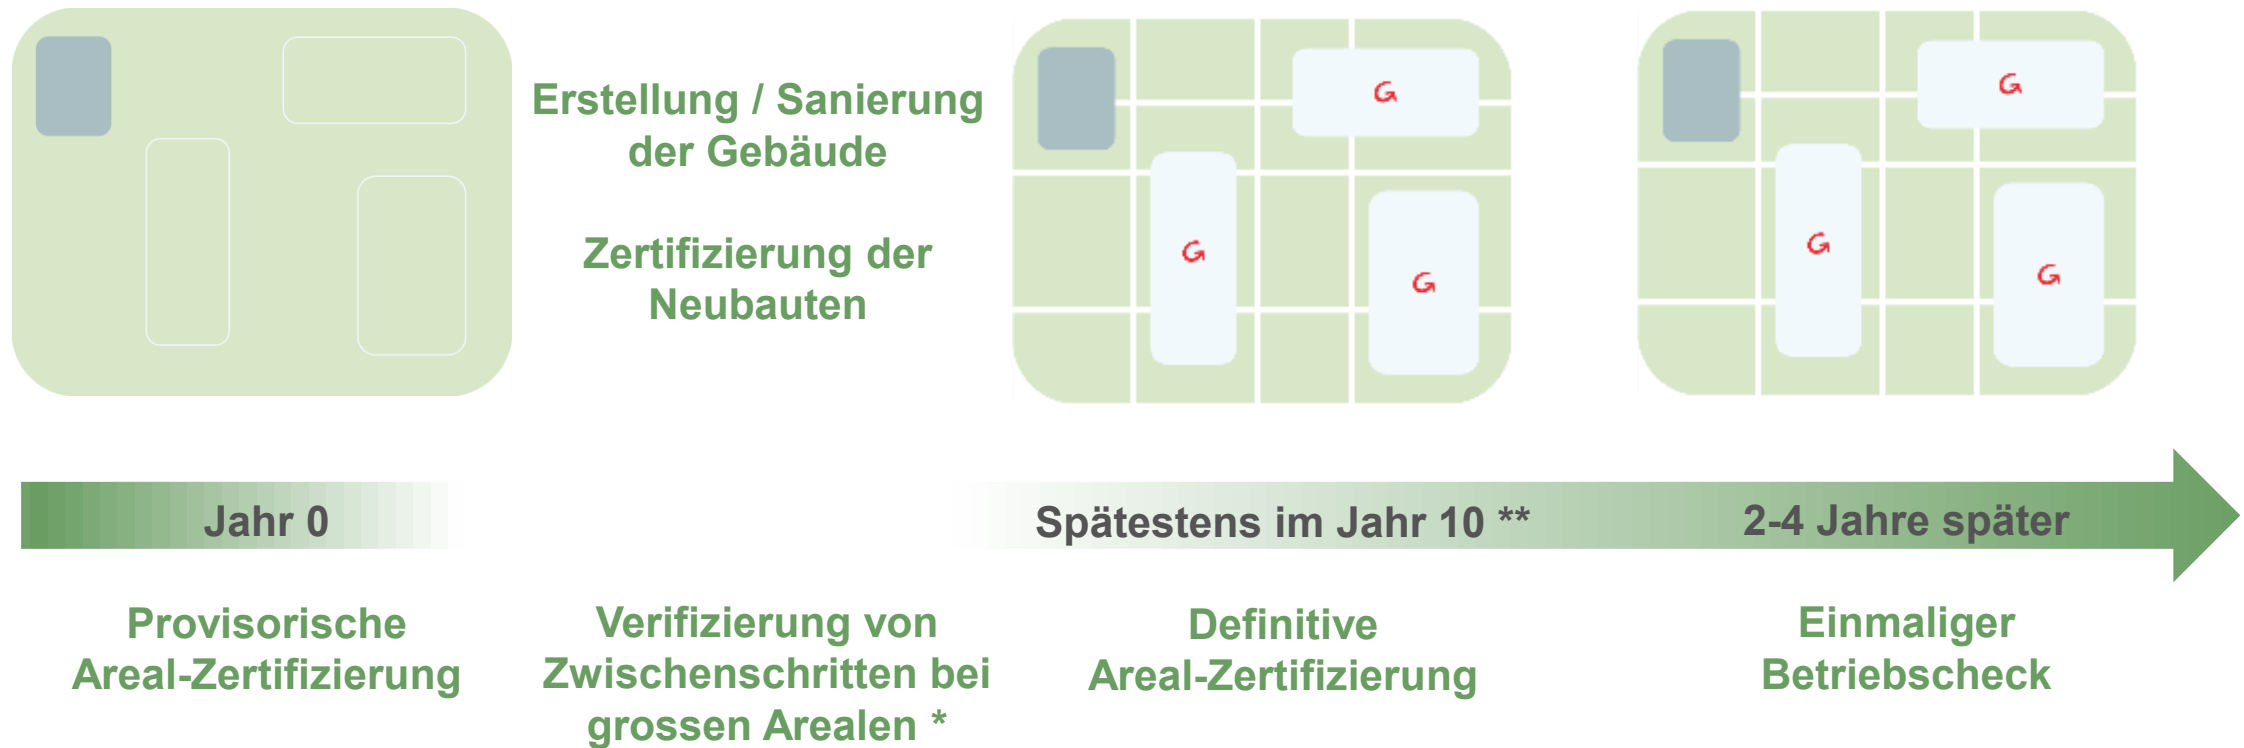 Erstellung / Sanierung
der Gebäude
Zertifizierung der
Neubauten
Jahr 0
Spätestens im Jahr 10 **
2-4 Jahre später
Provisorische
Areal-Zertifizierung
Verifizierung von
Zwischenschritten bei
grossen Arealen *
Definitive
Areal-Zertifizierung
Einmaliger
Betriebscheck